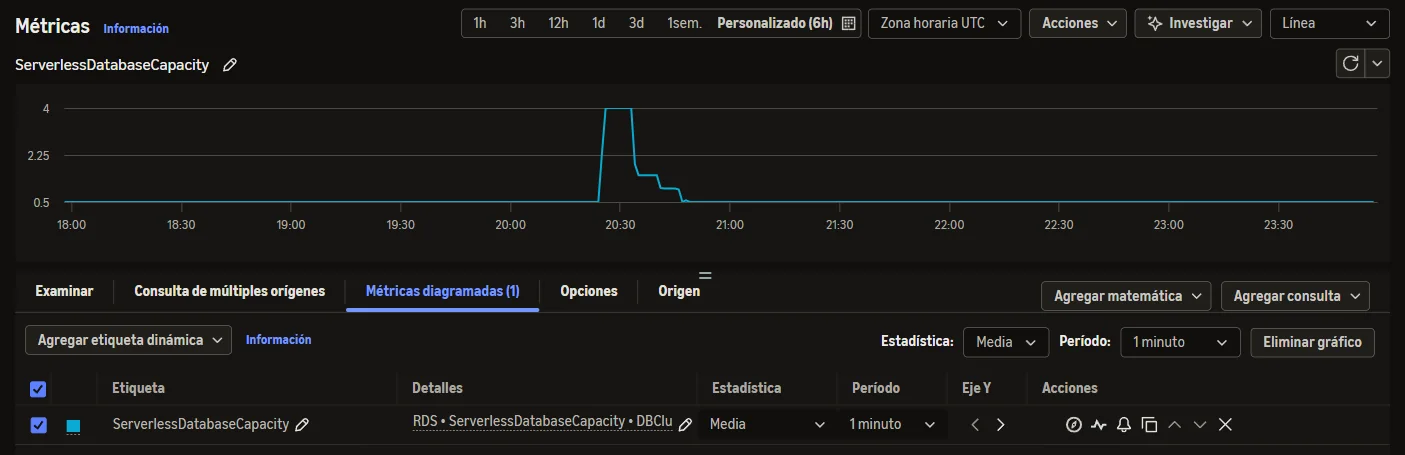 Métricas Información 1h 3h 12h 1d 3d 1sem. Personalizado (6h) Zona horaria UTC Acciones Investigar Línea
ServerlessDatabaseCapacity
4
2.25
0.5
18:00 18:30 19:00 19:30 20:00 20:30 21:00 21:30 22:00 22:30 23:00 23:30
Examinar Consulta de múltiples orígenes Métricas diagramadas (1) Opciones Origen Agregar matemática Agregar consulta
Agregar etiqueta dinámica Información Estadística: Media Período: 1 minuto Eliminar gráfico
Etiqueta Detalles Estadística Período Eje Y Acciones
ServerlessDatabaseCapacity RDS • ServerlessDatabaseCapacity • DBClu Media 1 minuto